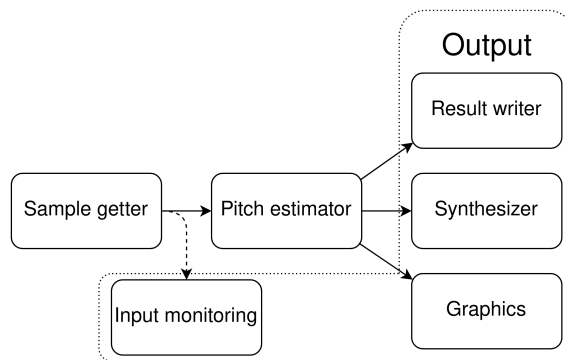 Output
Result writer
Sample getter
Pitch estimator
Synthesizer
Input monitoring
Graphics